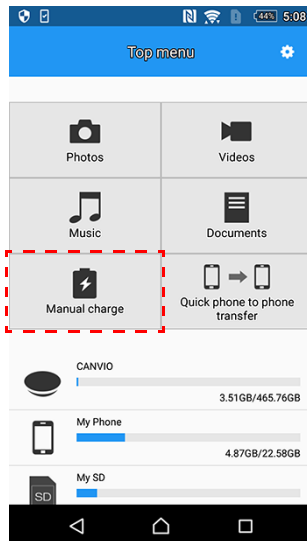 44% 5:08
Top menu
Photos Videos
Music Documents
Manual charge Quick phone to phone
transfer
CANVIO
3.51GB/465.76GB
My Phone
4.87GB/22.58GB
My SD
SD